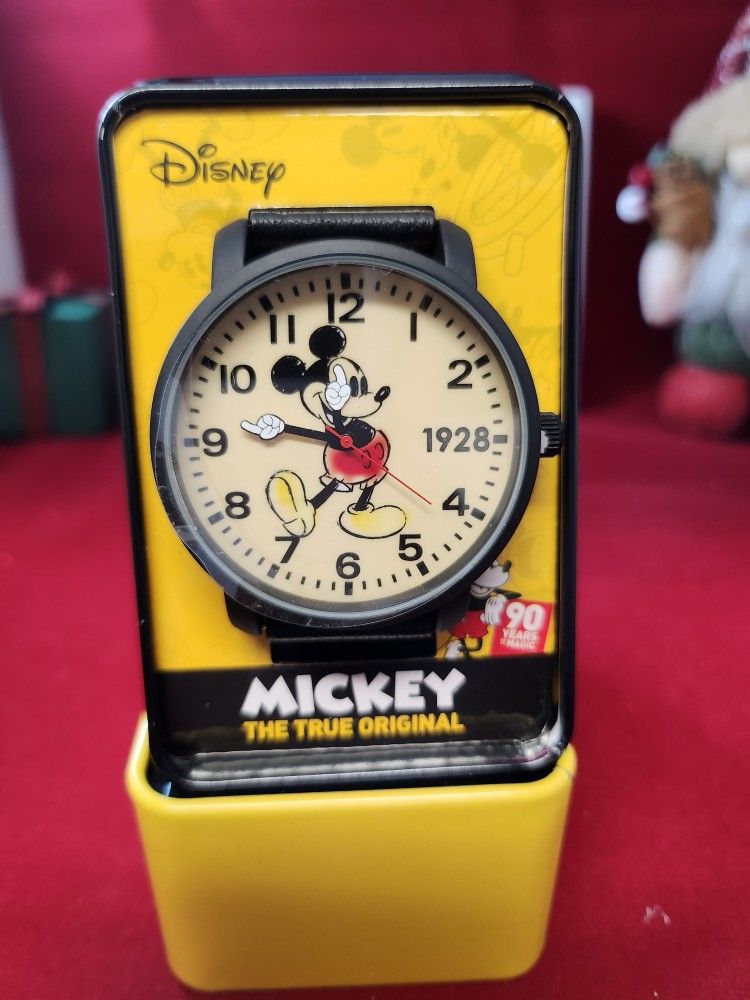 Disney
12
11
1
10
2
9
1928
8
4
7
5
6
90
YEARS
OF MAGIC
MICKEY
THE TRUE ORIGINAL